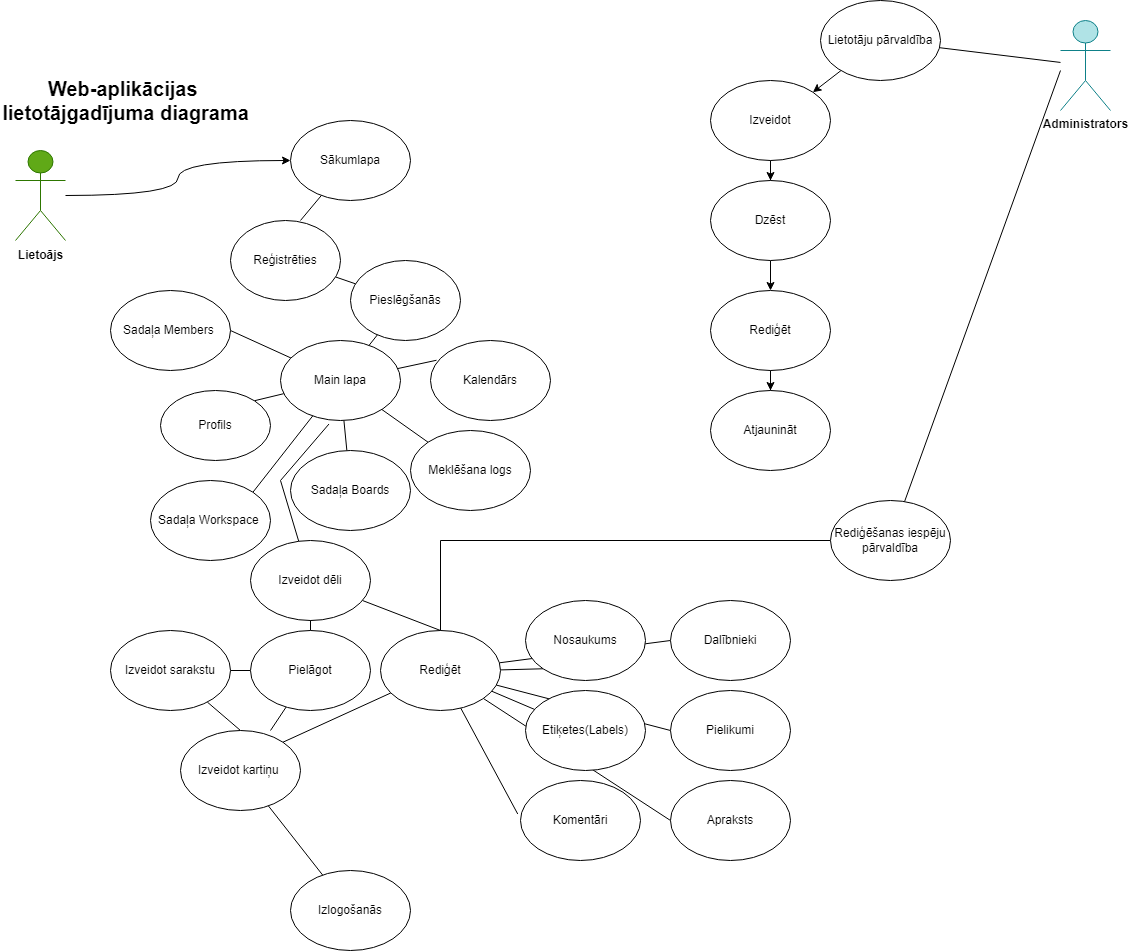 Lietotāju pārvaldība
Web-aplikācijas
lietotājgadījuma diagrama
Izveidot
Administrators
Sākumlapa
Dzēst
Lietoājs
Reģistrēties
Pieslēgšanās
Sadaļa Members
Rediģēt
Main lapa
Kalendārs
Profils
Atjaunināt
Meklēšana logs
Sadaļa Boards
Sadaļa Workspace
Rediģēšanas iespēju
pārvaldība
Izveidot dēli
Nosaukums
Dalībnieki
Izveidot sarakstu
Pielāgot
Rediģēt
Etiķetes(Labels)
Pielikumi
Izveidot kartiņu
Komentāri
Apraksts
Izlogošanās